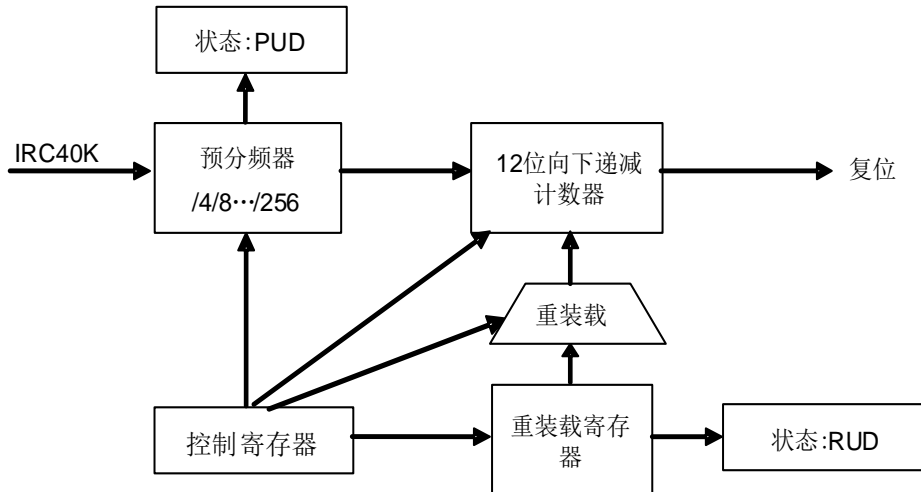 状态:PUD
IRC40K
预分频器
/4/8…/256
12位向下递减
计数器
复位
重装载
控制寄存器
重装载寄存
器
状态:RUD